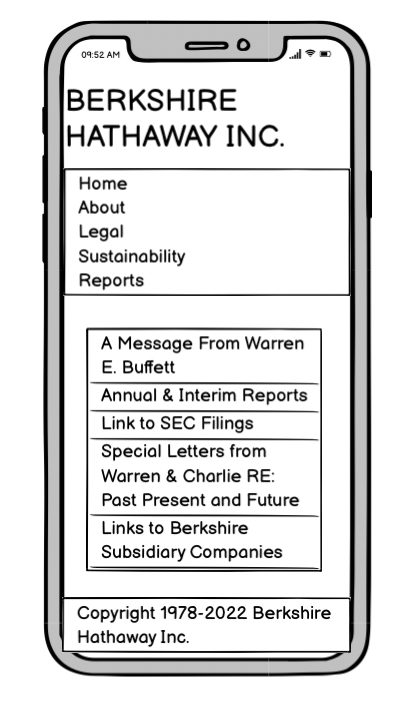 09:52 AM
BERKSHIRE
HATHAWAY INC.
Home
About
Legal
Sustainability
Reports
A Message From Warren
E. Buffett
Annual & Interim Reports
Link to SEC Filings
Special Letters from
Warren & Charlie RE:
Past Present and Future
Links to Berkshire
Subsidiary Companies
Copyright 1978-2022 Berkshire
Hathaway Inc.